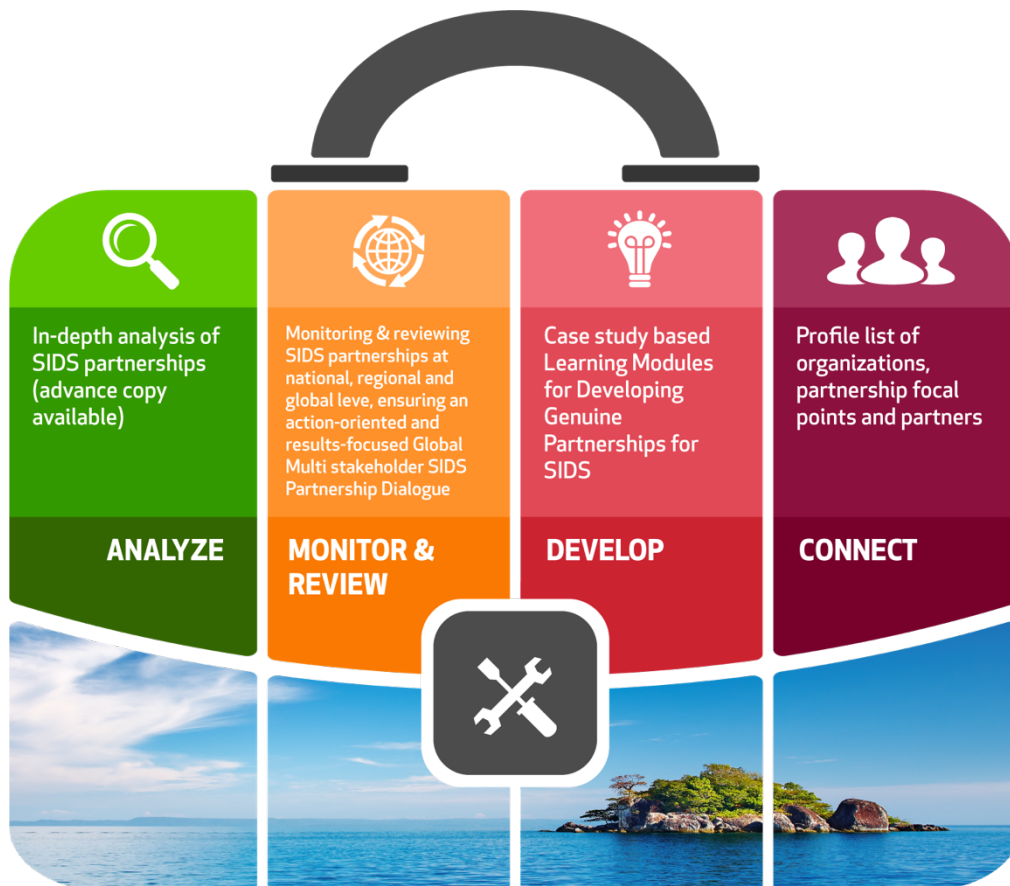 In-depth analysis of
SIDS partnerships
(advance copy
available)
ANALYZE
Monitoring & reviewing
SIDS partnerships at
national, regional and
global leve, ensuring an
action-oriented and
results-focused Global
Multi stakeholder SIDS
Partnership Dialogue
MONITOR &
REVIEW
Case study based
Learning Modules
for Developing
Genuine
Partnerships for
SIDS
DEVELOP
Profile list of
organizations,
partnership focal
points and partners
CONNECT